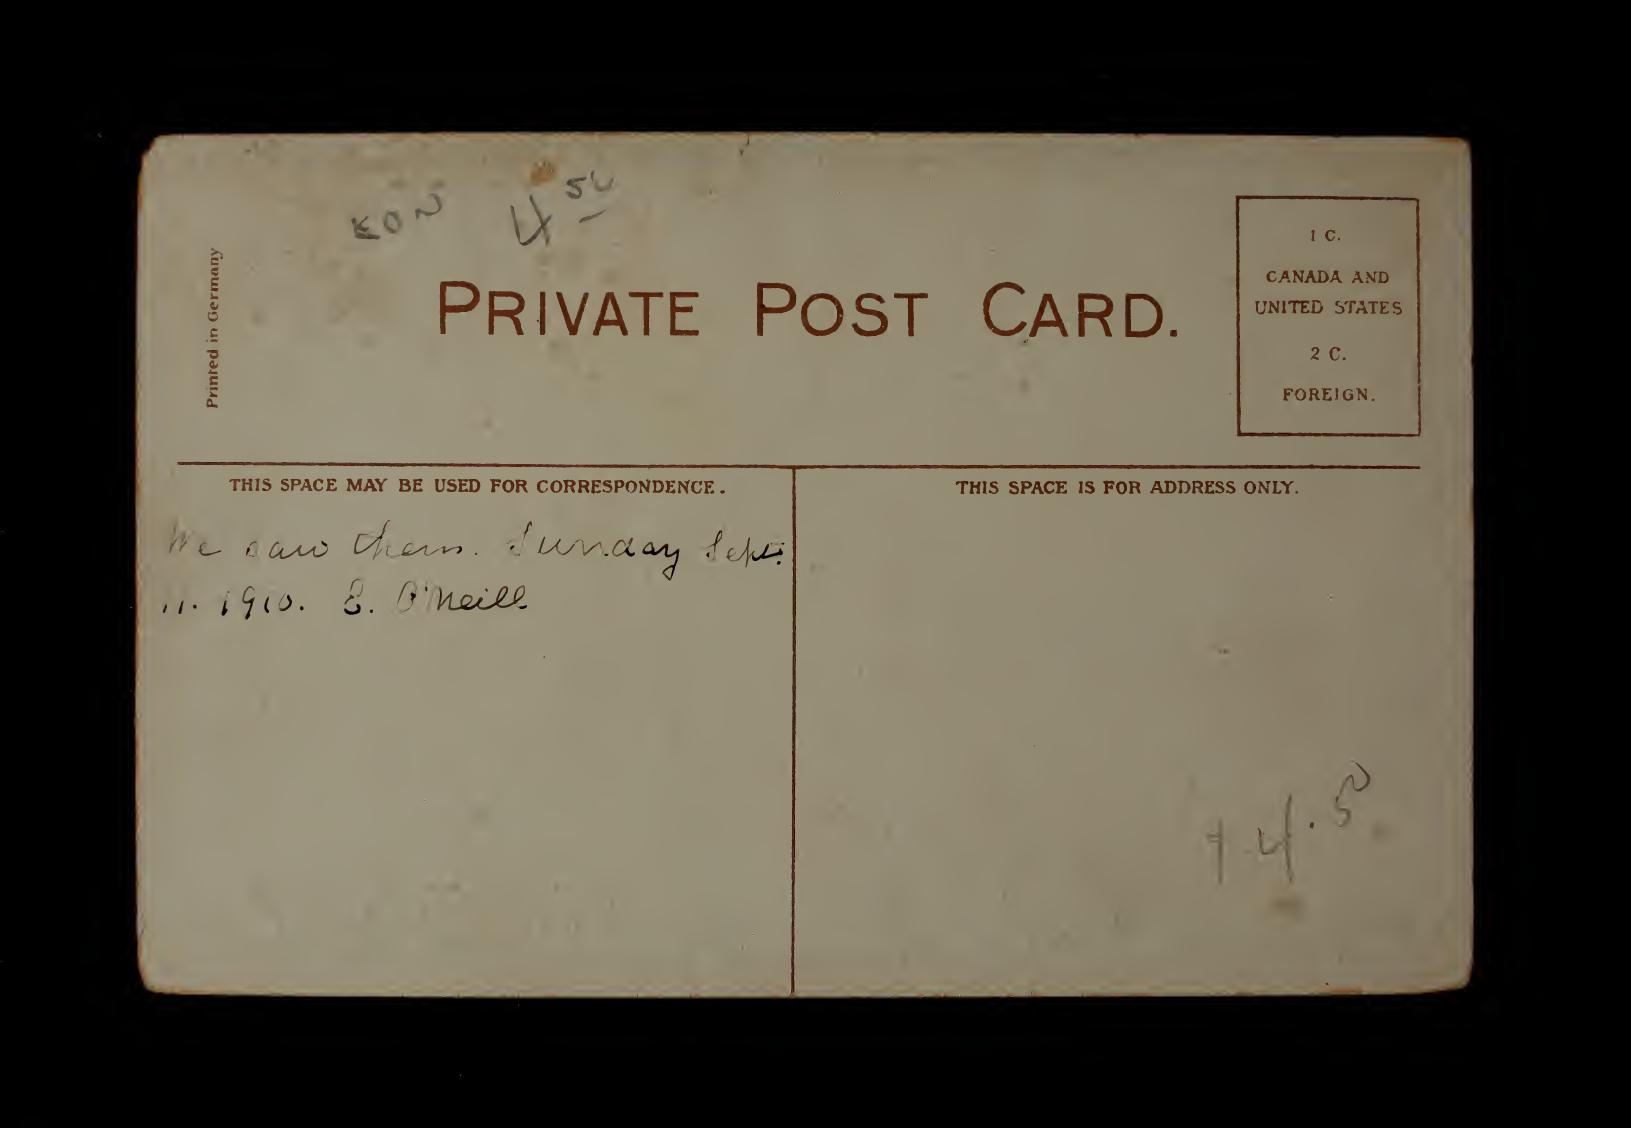 KON 4 50
PRIVATE POST CARD.
Printed in Germany
1 C.
CANADA AND
UNITED STATES
2 C.
FOREIGN.
THIS SPACE MAY BE USED FOR CORRESPONDENCE.
THIS SPACE IS FOR ADDRESS ONLY.
We saw them. Sunday Sept.
11. 1910. E. O'Neill
4.50